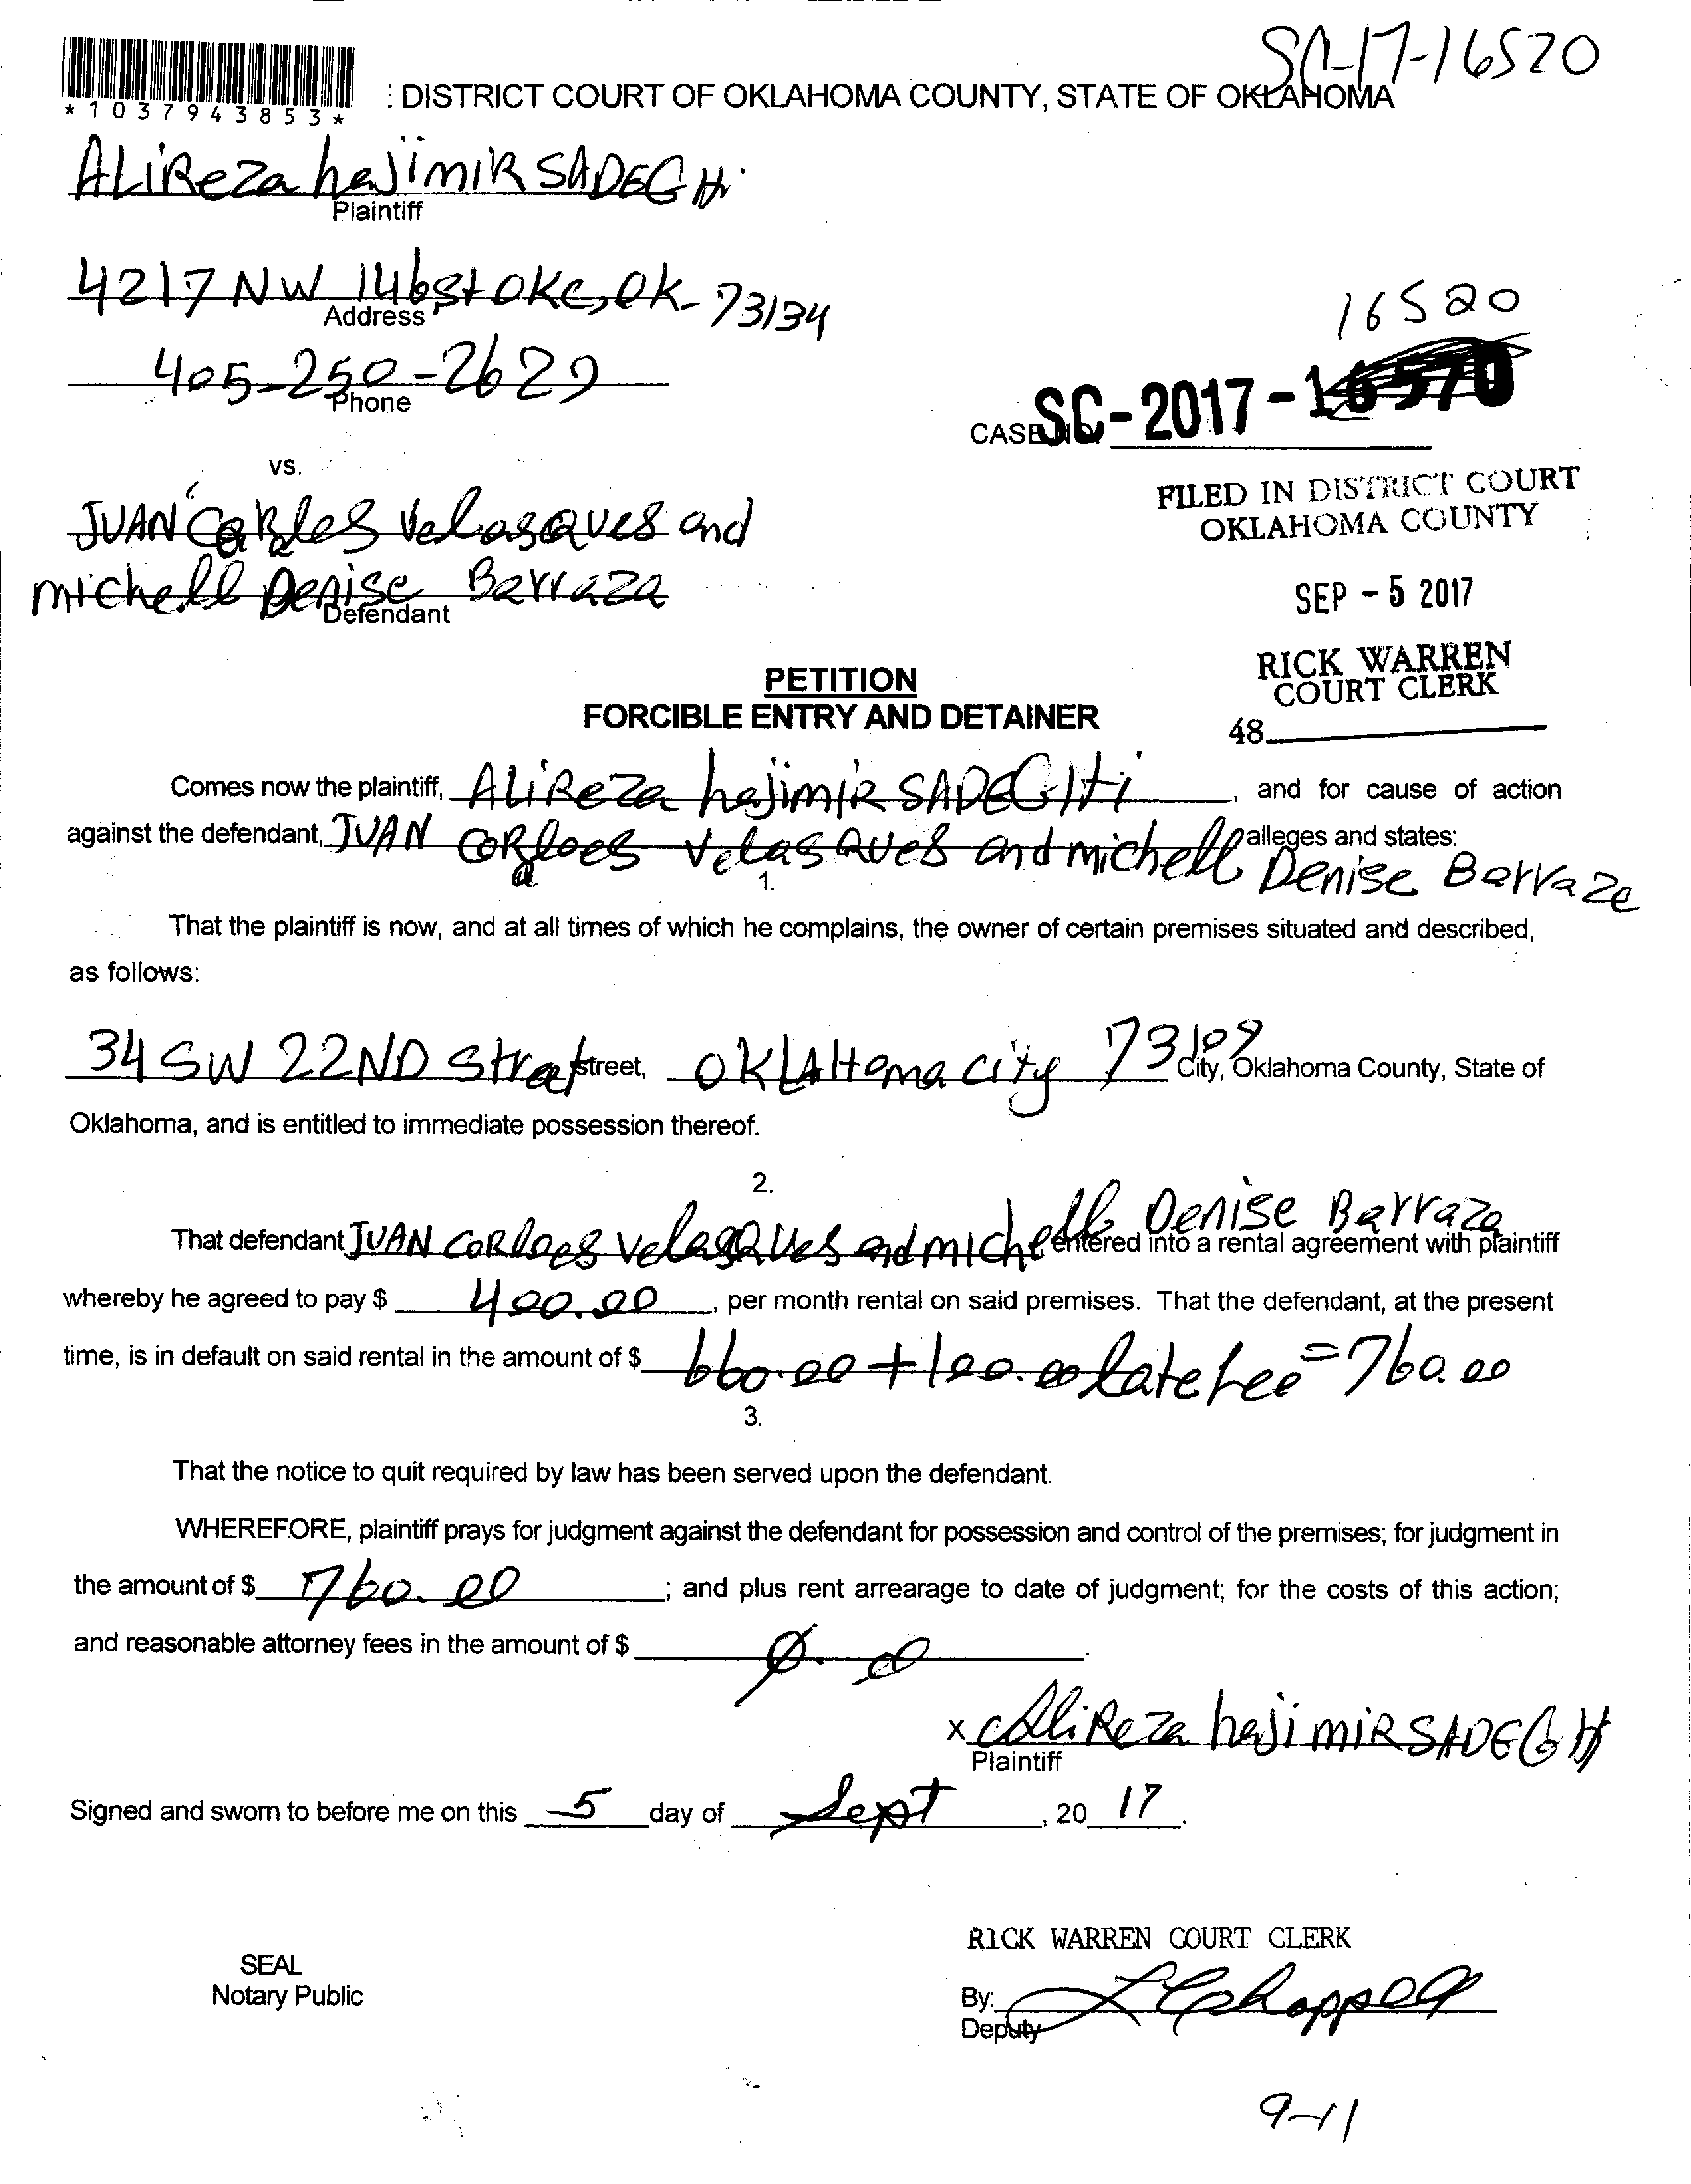 SC-17-16520
*1037943853*
: DISTRICT COURT OF OKLAHOMA COUNTY, STATE OF OKLAHOMA
ALiReza hajimiRSADEGHi
Plaintiff
4217 NW 146st OKC, OK- 73134
Address
405-250-2629
Phone
16520
CASE NO. SC-2017-16570
vs.
FILED IN DISTRICT COURT
OKLAHOMA COUNTY
JUAN CaRlos Velasques and
michell Denise Barraza
Defendant
SEP - 5 2017
RICK WARREN
COURT CLERK
48
PETITION
FORCIBLE ENTRY AND DETAINER
Comes now the plaintiff, ALiReza hajimiRSADEGHi, and for cause of action
against the defendant, JUAN CoRloes Velasques and michell Denise Barraza alleges and states:
1.
That the plaintiff is now, and at all times of which he complains, the owner of certain premises situated and described,
as follows:
34 SW 22ND Street street, OKlAHoma city 73109 City, Oklahoma County, State of
Oklahoma, and is entitled to immediate possession thereof.
2.
That defendant JUAN CoRloes Velasques and michell Denise Barraza entered into a rental agreement with plaintiff
whereby he agreed to pay $ 400.00, per month rental on said premises. That the defendant, at the present
time, is in default on said rental in the amount of $ 660.00 + 100.00 late fee = 760.00
3.
That the notice to quit required by law has been served upon the defendant.
WHEREFORE, plaintiff prays for judgment against the defendant for possession and control of the premises; for judgment in
the amount of $ 760.00; and plus rent arrearage to date of judgment; for the costs of this action;
and reasonable attorney fees in the amount of $ 0.00.
x AliReza hajimiRSADEGH
Plaintiff
Signed and sworn to before me on this 5 day of Sept, 20 17.
RICK WARREN COURT CLERK
SEAL
Notary Public
By:
Deputy
9-11